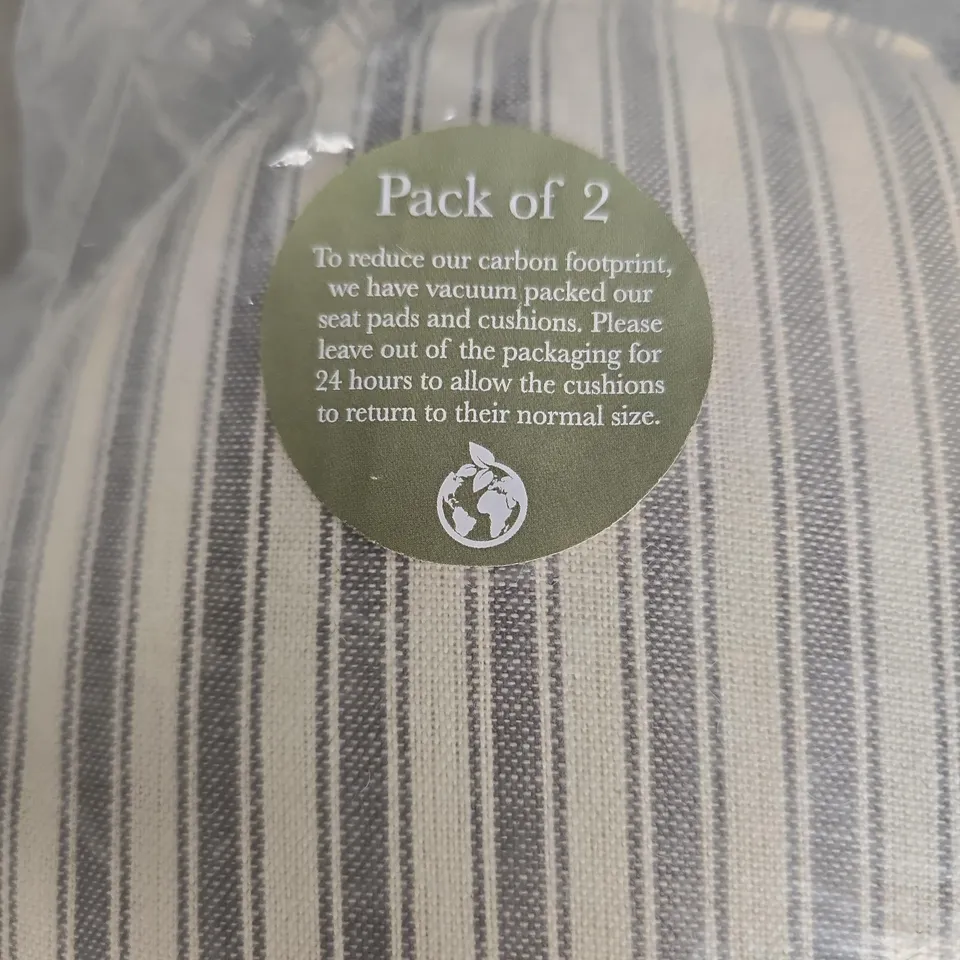 Pack of 2
To reduce our carbon footprint,
we have vacuum packed our
seat pads and cushions. Please
leave out of the packaging for
24 hours to allow the cushions
to return to their normal size.